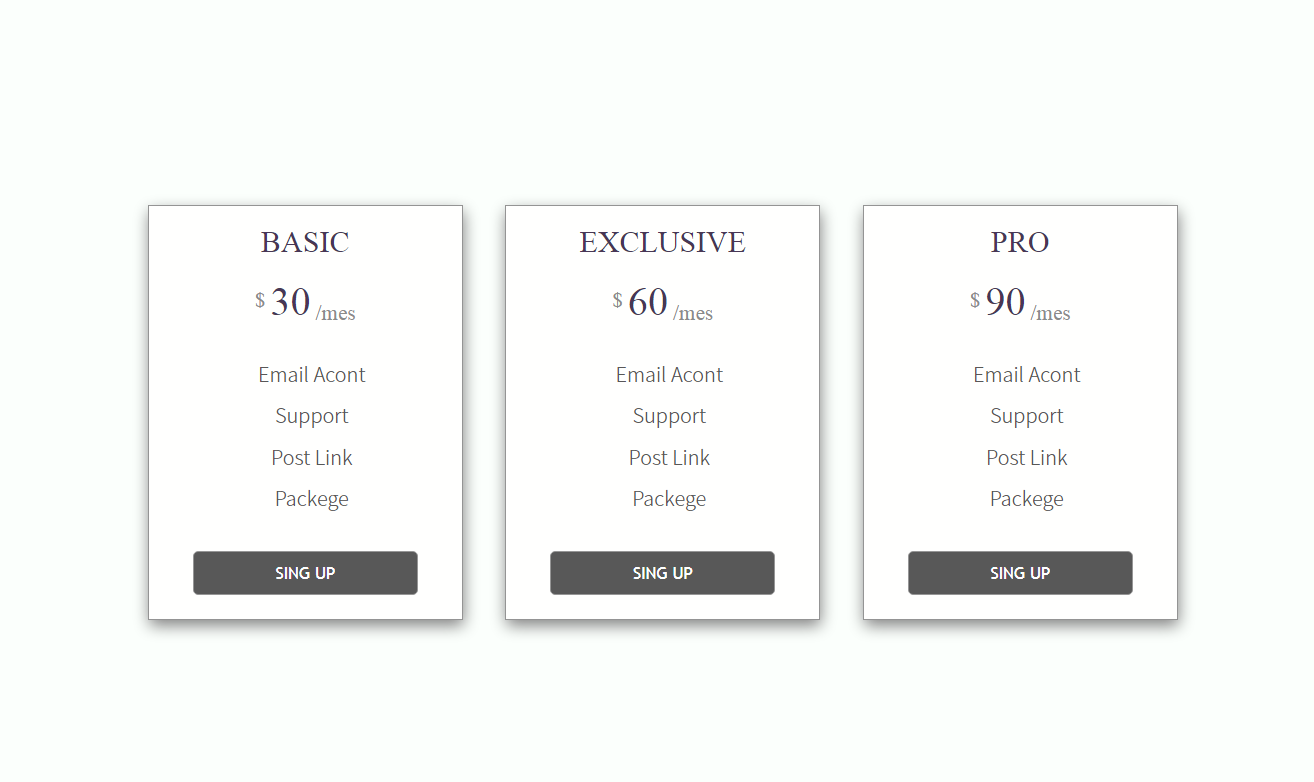 BASIC
$ 30 /mes
Email Acont
Support
Post Link
Packege
SING UP
EXCLUSIVE
$ 60 /mes
Email Acont
Support
Post Link
Packege
SING UP
PRO
$ 90 /mes
Email Acont
Support
Post Link
Packege
SING UP